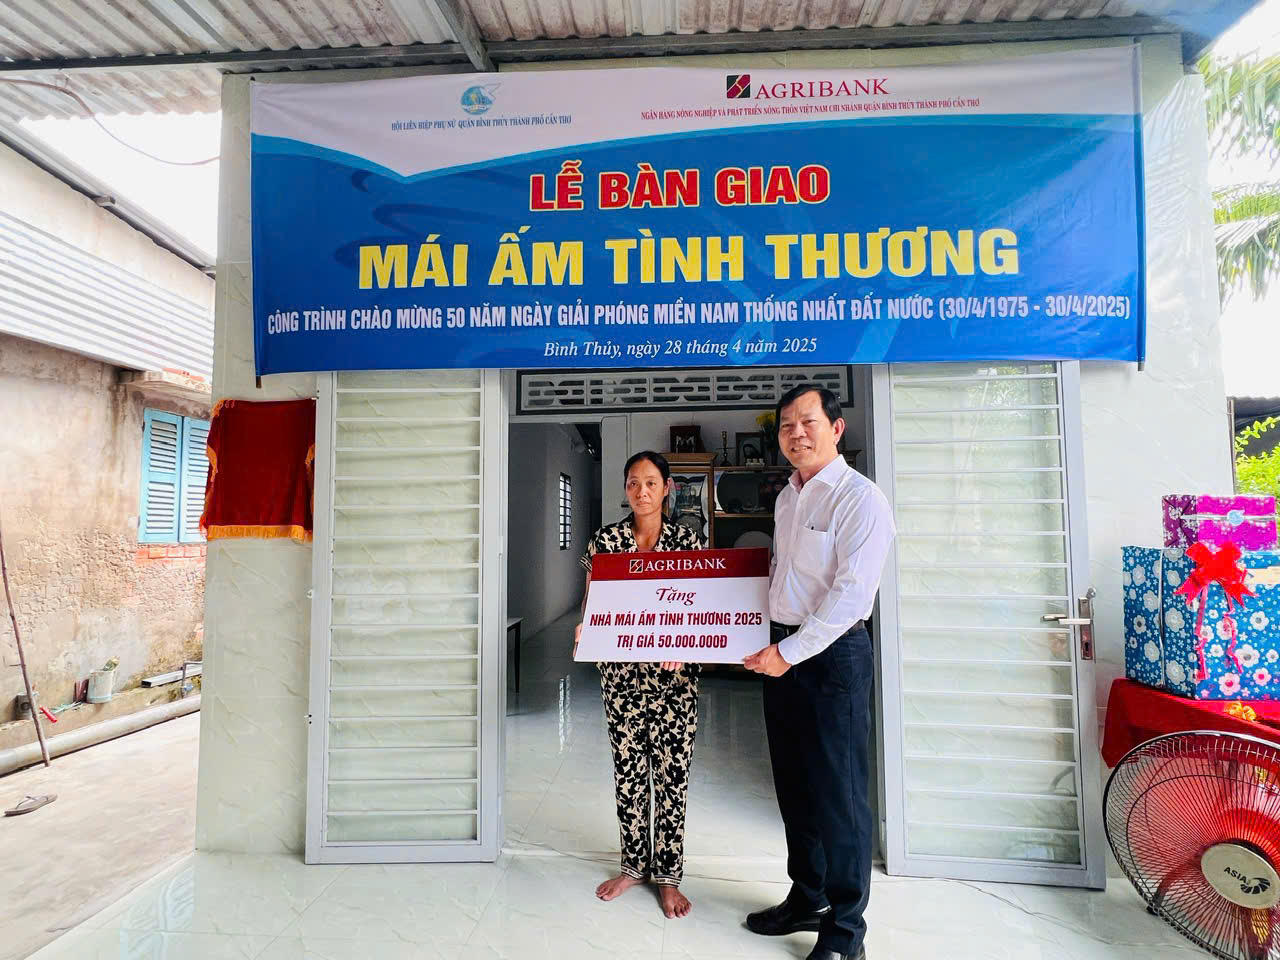 HỘI LIÊN HIỆP PHỤ NỮ QUẬN BÌNH THỦY THÀNH PHỐ CẦN THƠ
AGRIBANK
NGÂN HÀNG NÔNG NGHIỆP VÀ PHÁT TRIỂN NÔNG THÔN VIỆT NAM CHI NHÁNH QUẬN BÌNH THỦY THÀNH PHỐ CẦN THƠ
LỄ BÀN GIAO
MÁI ẤM TÌNH THƯƠNG
CÔNG TRÌNH CHÀO MỪNG 50 NĂM NGÀY GIẢI PHÓNG MIỀN NAM THỐNG NHẤT ĐẤT NƯỚC (30/4/1975 - 30/4/2025)
Bình Thủy, ngày 28 tháng 4 năm 2025
AGRIBANK
Tặng
NHÀ MÁI ẤM TÌNH THƯƠNG 2025
TRỊ GIÁ 50.000.000Đ
ASIA